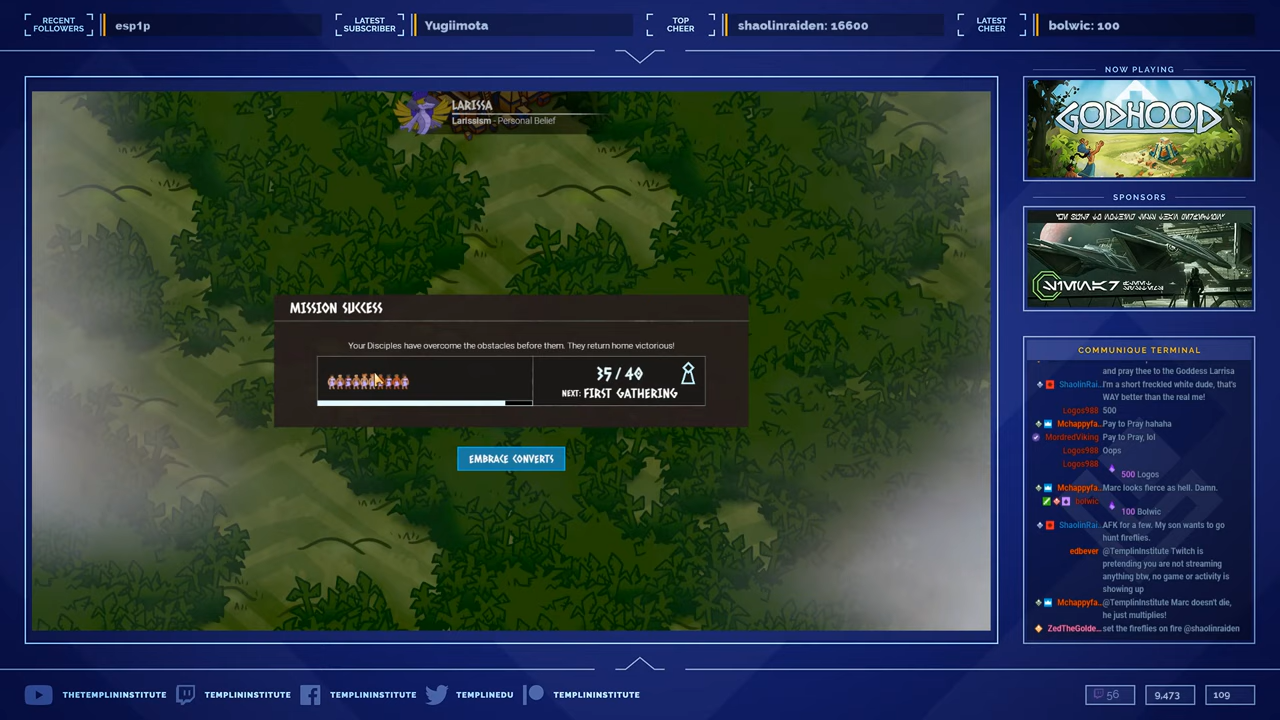 RECENT
FOLLOWERS
esp1p
LATEST
SUBSCRIBER
Yugiimota
TOP
CHEER
shaolinraiden: 16600
LATEST
CHEER
bolwic: 100
LARISSA
Larissism - Personal Belief
MISSION SUCCESS
Your Disciples have overcome the obstacles before them. They return home victorious!
35 / 40
NEXT: FIRST GATHERING
EMBRACE CONVERTS
NOW PLAYING
GODHOOD
SPONSORS
COMMUNIQUE TERMINAL
and pray thee to the Goddess Larrisa
ShaolinRai... I'm a short freckled white dude, that's
WAY better than the real me!
Logos988 500
Mchappyfa... Pay to Pray hahaha
MordredViking Pay to Pray, lol
Logos988 Oops
Logos988
500 Logos
Mchappyfa... Marc looks fierce as hell. Damn.
bolwic
100 Bolwic
ShaolinRai... AFK for a few. My son wants to go
hunt fireflies.
edbever @TemplinInstitute Twitch is
pretending you are not streaming
anything btw, no game or activity is
showing up
Mchappyfa... @TemplinInstitute Marc doesn't die,
he just multiplies!
ZedTheGolde... set the fireflies on fire @shaolinraiden
THETEMPLININSTITUTE
TEMPLININSTITUTE
TEMPLININSTITUTE
TEMPLINEDU
TEMPLININSTITUTE
56
9,473
109